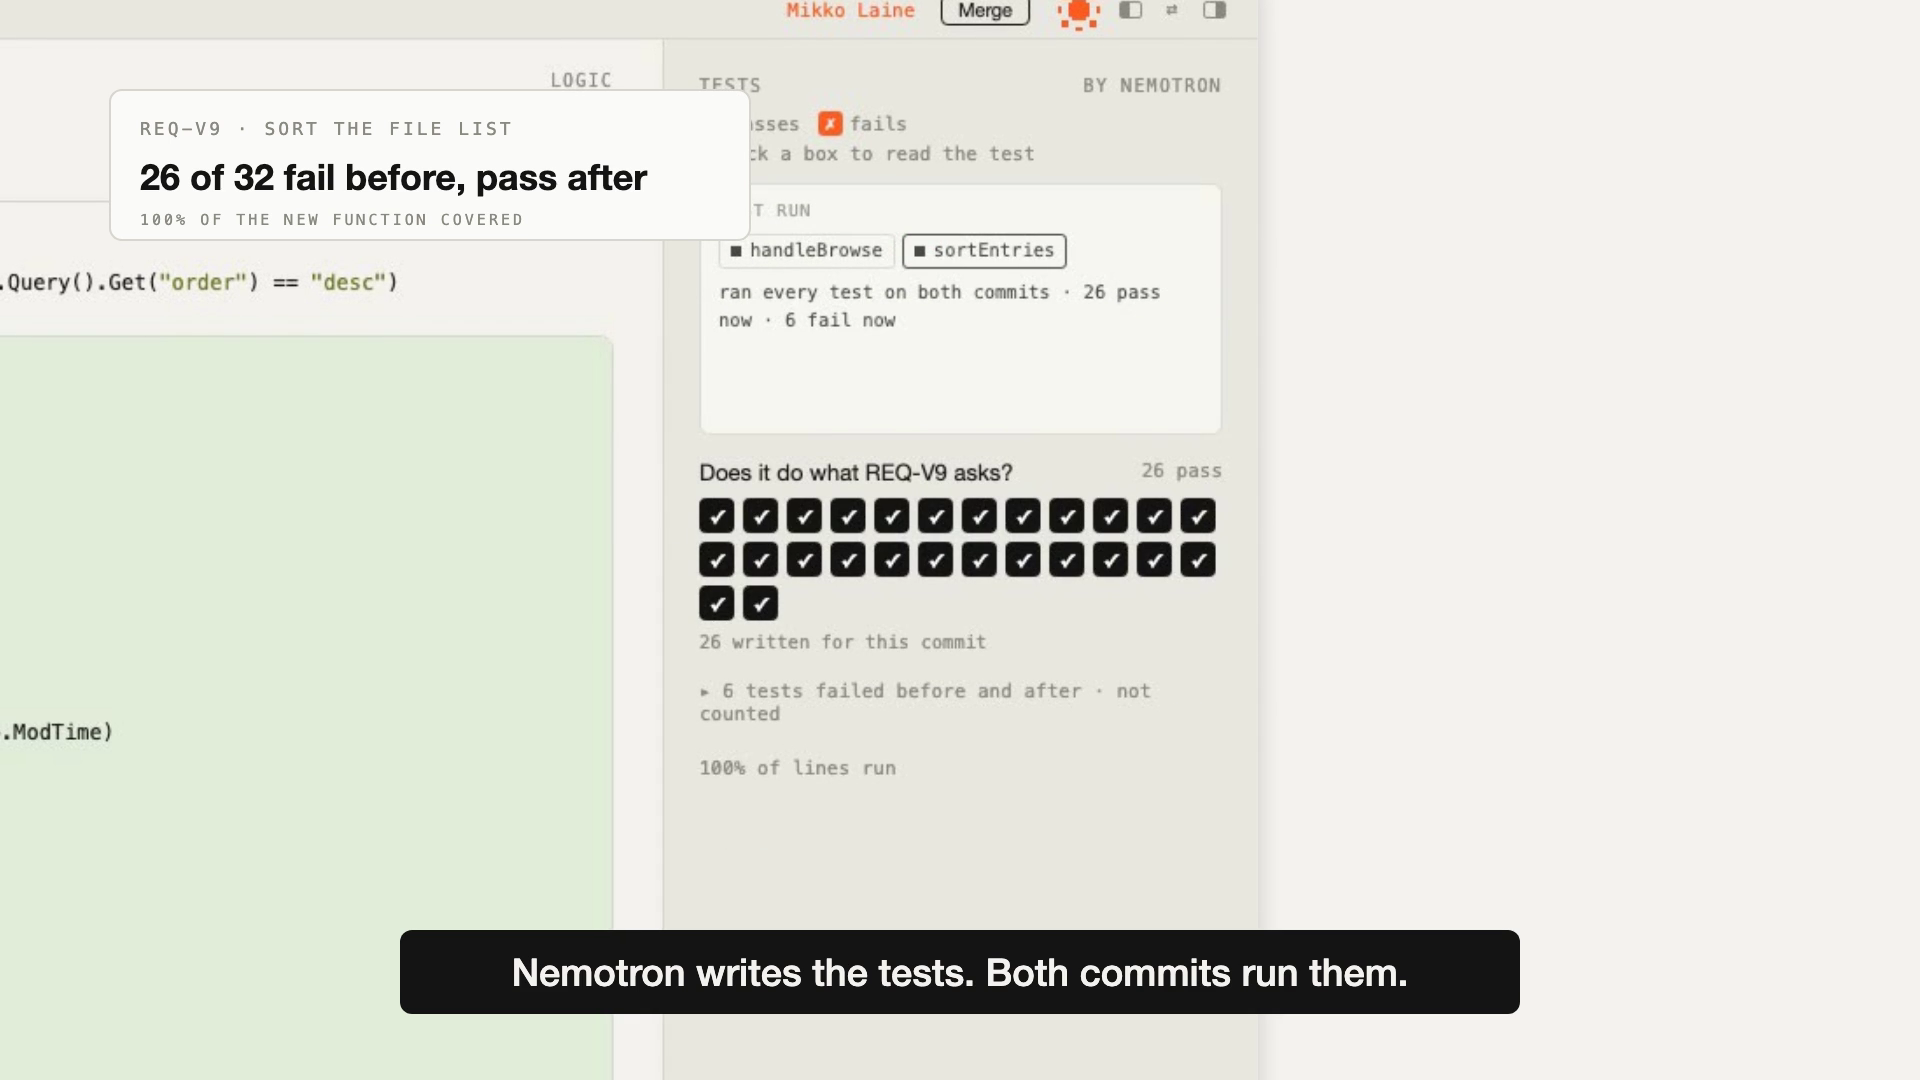 Mikko Laine Merge
LOGIC
REQ-V9 · SORT THE FILE LIST
26 of 32 fail before, pass after
100% OF THE NEW FUNCTION COVERED
.Query().Get("order") == "desc")
.ModTime)
TESTS BY NEMOTRON
✗ fails
a box to read the test
RUN
■ handleBrowse ■ sortEntries
ran every test on both commits · 26 pass
now · 6 fail now
Does it do what REQ-V9 asks? 26 pass
26 written for this commit
▸ 6 tests failed before and after · not
counted
100% of lines run
Nemotron writes the tests. Both commits run them.